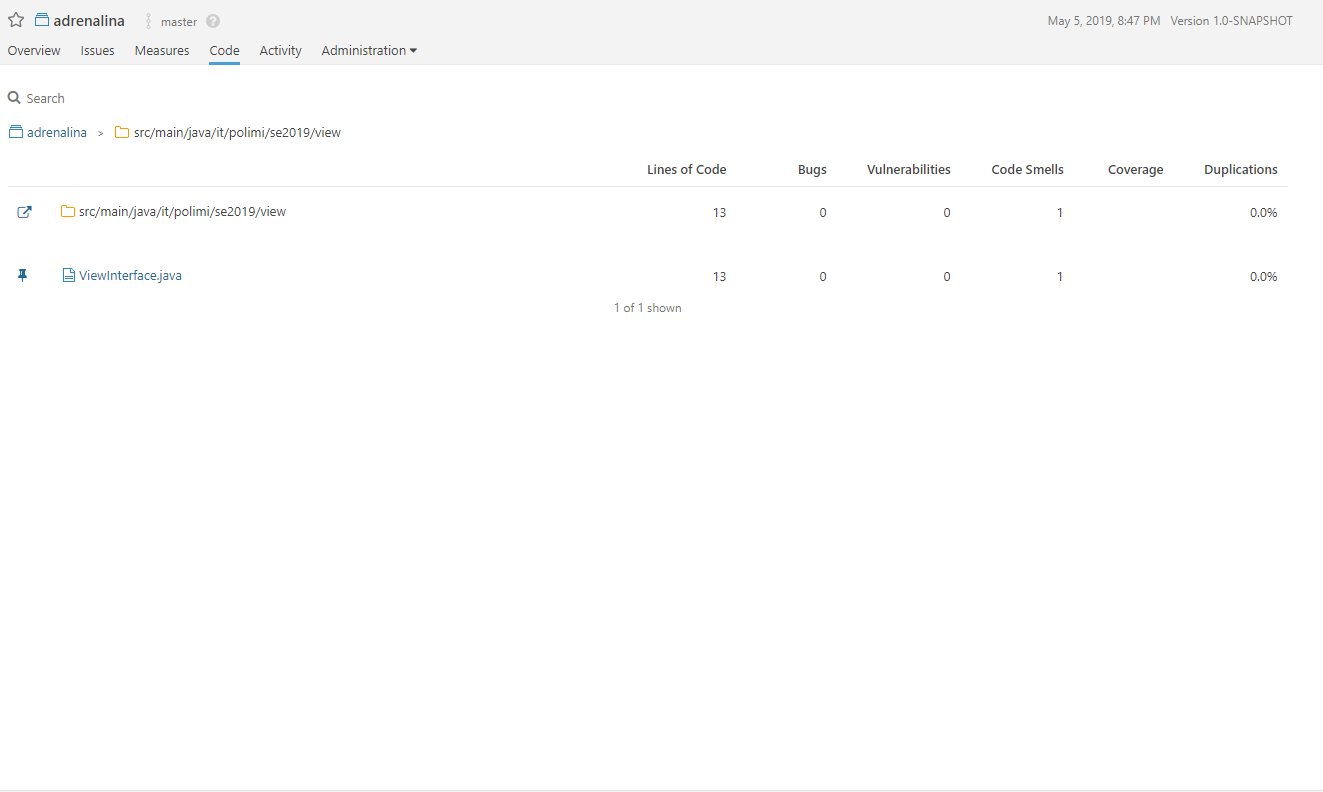 adrenalina master ? May 5, 2019, 8:47 PM Version 1.0-SNAPSHOT
Overview Issues Measures Code Activity Administration
Search
adrenalina > src/main/java/it/polimi/se2019/view
Lines of Code Bugs Vulnerabilities Code Smells Coverage Duplications
src/main/java/it/polimi/se2019/view 13 0 0 1 0.0%
ViewInterface.java 13 0 0 1 0.0%
1 of 1 shown